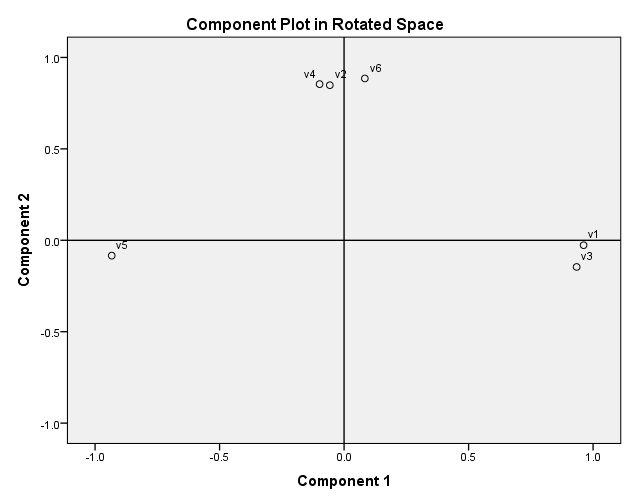 Component Plot in Rotated Space
1.0
v4 v2 v6
0.5
Component 2
0.0
v5 v1
v3
-0.5
-1.0
-1.0 -0.5 0.0 0.5 1.0
Component 1